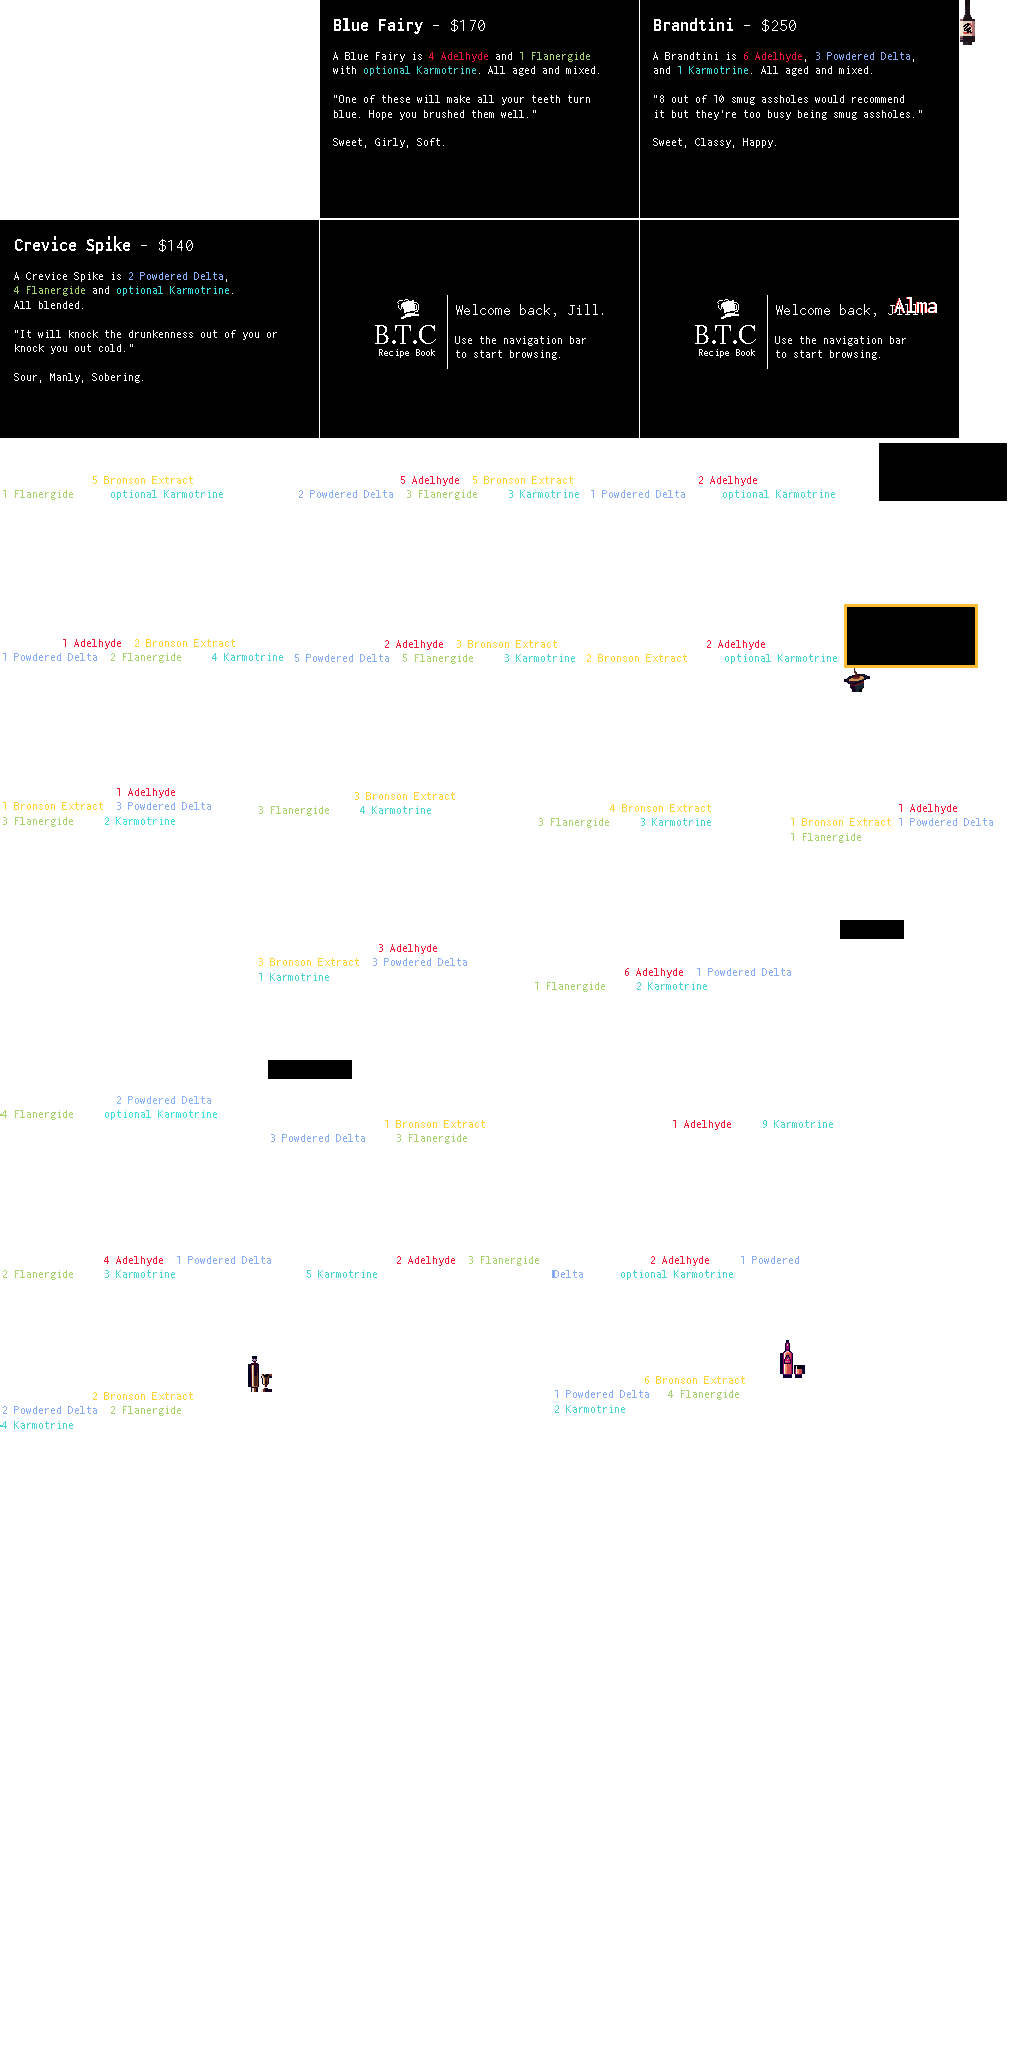 Blue Fairy - $170
A Blue Fairy is 4 Adelhyde and 1 Flanergide
with optional Karmotrine. All aged and mixed.
"One of these will make all your teeth turn
blue. Hope you brushed them well."
Sweet, Girly, Soft.
Brandtini - $250
A Brandtini is 6 Adelhyde, 3 Powdered Delta,
and 1 Karmotrine. All aged and mixed.
"8 out of 10 smug assholes would recommend
it but they're too busy being smug assholes."
Sweet, Classy, Happy.
Crevice Spike - $140
A Crevice Spike is 2 Powdered Delta,
4 Flanergide and optional Karmotrine.
All blended.
"It will knock the drunkenness out of you or
knock you out cold."
Sour, Manly, Sobering.
B.T.C
Recipe Book
Welcome back, Jill.
Use the navigation bar
to start browsing.
B.T.C
Recipe Book
Welcome back, Jill.
Alma
Use the navigation bar
to start browsing.
5 Bronson Extract
1 Flanergide optional Karmotrine
5 Adelhyde 5 Bronson Extract
2 Powdered Delta 3 Flanergide 3 Karmotrine
2 Adelhyde
1 Powdered Delta optional Karmotrine
1 Adelhyde 2 Bronson Extract
1 Powdered Delta 2 Flanergide 4 Karmotrine
2 Adelhyde 3 Bronson Extract
5 Powdered Delta 5 Flanergide 3 Karmotrine
2 Adelhyde
2 Bronson Extract optional Karmotrine
1 Adelhyde
1 Bronson Extract 3 Powdered Delta
3 Flanergide 2 Karmotrine
3 Bronson Extract
3 Flanergide 4 Karmotrine
4 Bronson Extract
3 Flanergide 3 Karmotrine
1 Adelhyde
1 Bronson Extract 1 Powdered Delta
1 Flanergide
3 Adelhyde
3 Bronson Extract 3 Powdered Delta
1 Karmotrine
6 Adelhyde 1 Powdered Delta
1 Flanergide 2 Karmotrine
2 Powdered Delta
4 Flanergide optional Karmotrine
1 Bronson Extract
3 Powdered Delta 3 Flanergide
1 Adelhyde 9 Karmotrine
4 Adelhyde 1 Powdered Delta
2 Flanergide 3 Karmotrine
2 Adelhyde 3 Flanergide
5 Karmotrine
2 Adelhyde 1 Powdered
Delta optional Karmotrine
2 Bronson Extract
2 Powdered Delta 2 Flanergide
4 Karmotrine
6 Bronson Extract
1 Powdered Delta 4 Flanergide
2 Karmotrine